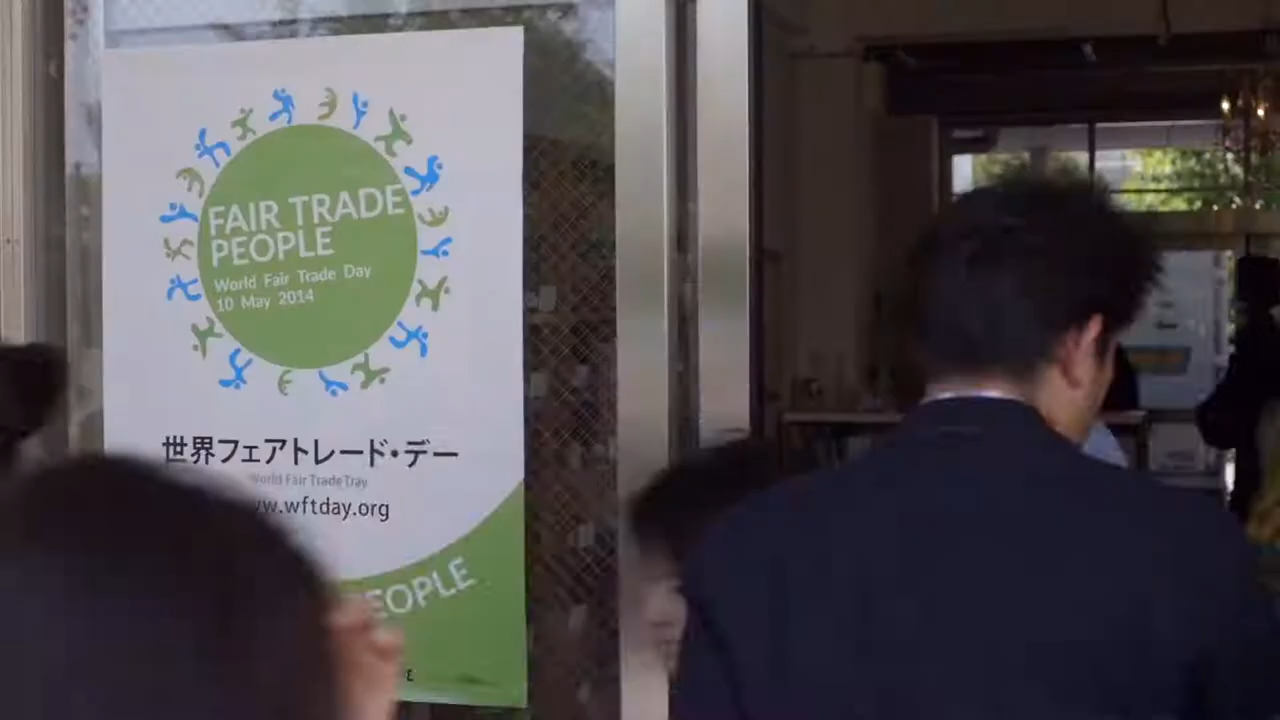 FAIR TRADE
PEOPLE
World Fair Trade Day
10 May 2014
世界フェアトレード・デー
World Fair Trade Tray
www.wftday.org
EOPLE